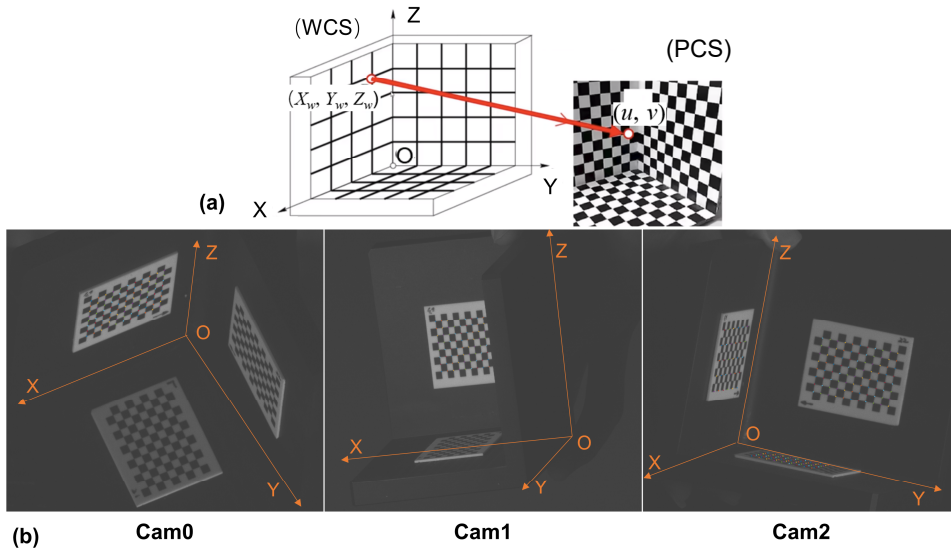 (WCS)
Z
(PCS)
(Xw, Yw, Zw)
(u, v)
O
Y
X
(a)
Z
O
X
Y
Z
X
O
Y
Z
O
X
Y
(b)
Cam0
Cam1
Cam2